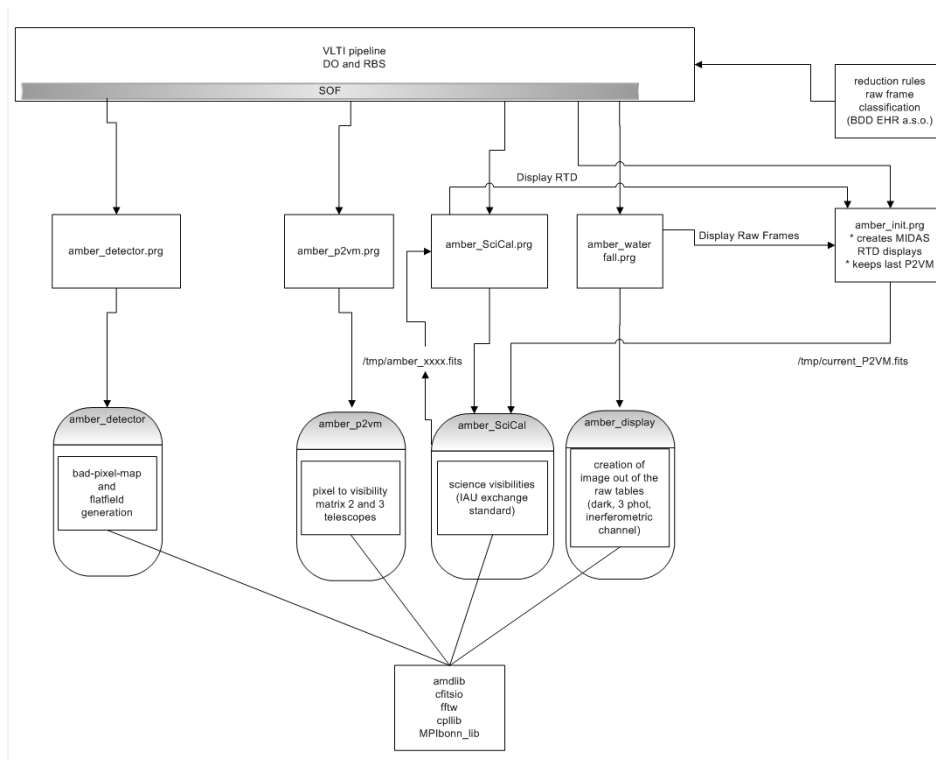 VLTI pipeline
DO and RBS
SOF
reduction rules
raw frame
classification
(BDD EHR a.s.o.)
Display RTD
amber_detector.prg
amber_p2vm.prg
amber_SciCal.prg
amber_water
fall.prg
Display Raw Frames
amber_init.prg
* creates MIDAS
RTD displays
* keeps last P2VM
/tmp/amber_xxxx.fits
/tmp/current_P2VM.fits
amber_detector
bad-pixel-map
and
flatfield
generation
amber_p2vm
pixel to visibility
matrix 2 and 3
telescopes
amber_SciCal
science visibilities
(IAU exchange
standard)
amber_display
creation of
image out of the
raw tables
(dark, 3 phot,
inerferometric
channel)
amdlib
cfitsio
fftw
cpllib
MPIbonn_lib